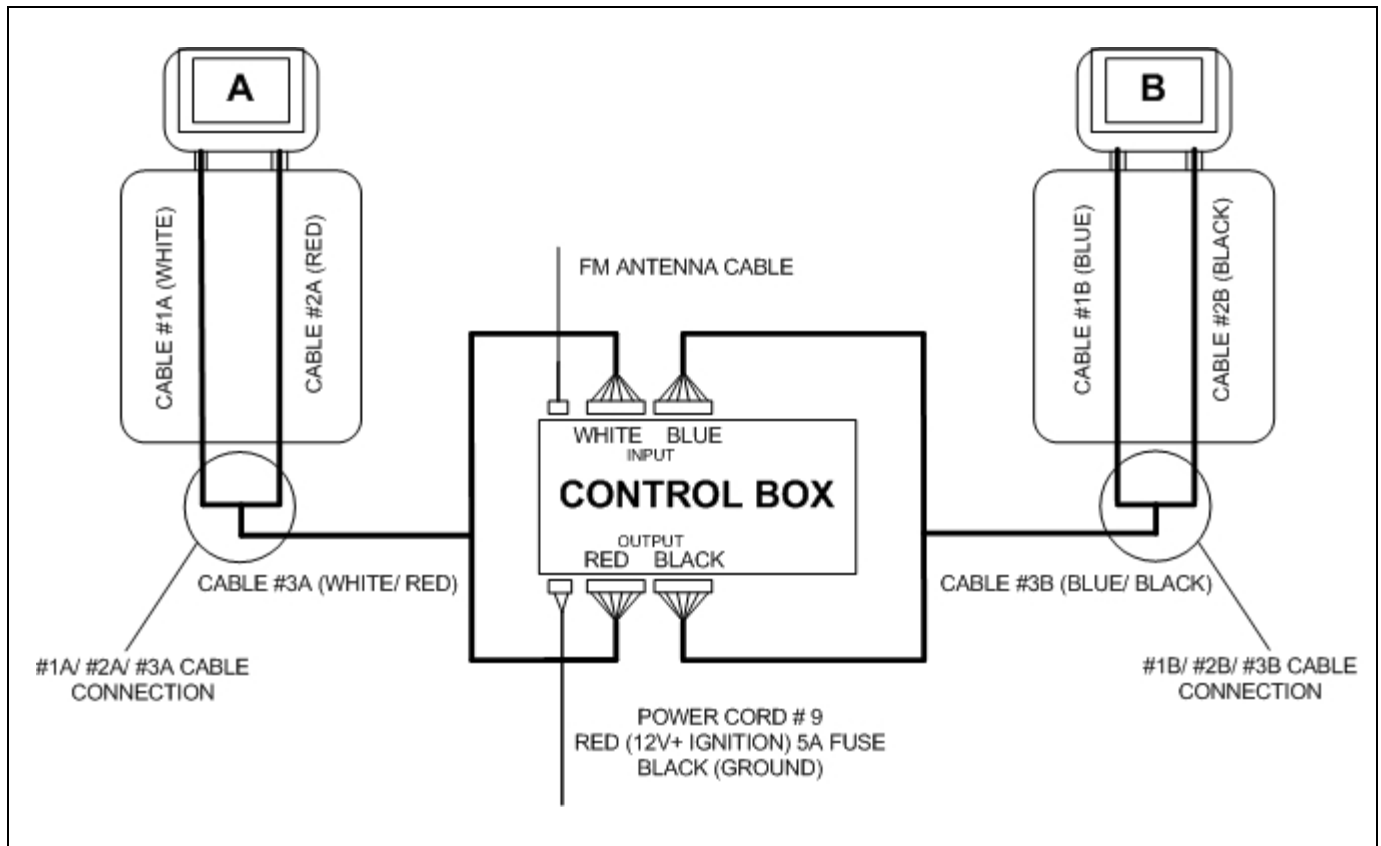 A
B
CABLE #1A (WHITE)
CABLE #2A (RED)
CABLE #1B (BLUE)
CABLE #2B (BLACK)
FM ANTENNA CABLE
WHITE BLUE
INPUT
CONTROL BOX
OUTPUT
RED BLACK
CABLE #3A (WHITE/ RED)
CABLE #3B (BLUE/ BLACK)
#1A/ #2A/ #3A CABLE
CONNECTION
#1B/ #2B/ #3B CABLE
CONNECTION
POWER CORD # 9
RED (12V+ IGNITION) 5A FUSE
BLACK (GROUND)